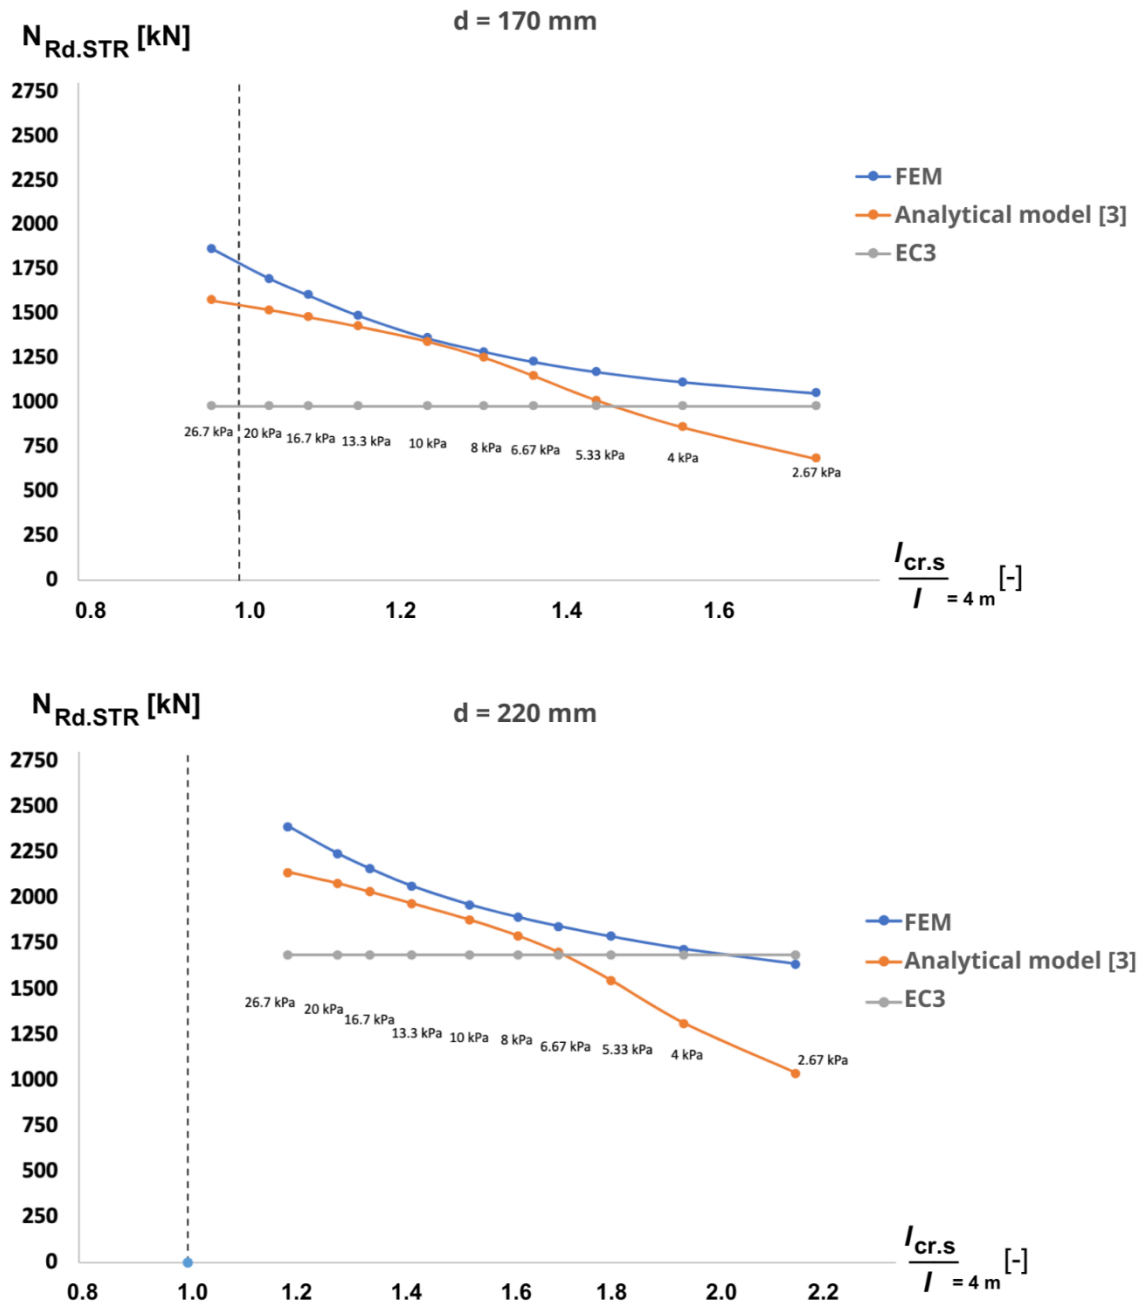 d = 170 mm
N Rd.STR [kN]
2750
2500
2250
2000
1750
1500
1250
1000
750
500
250
0
FEM
Analytical model [3]
EC3
26.7 kPa 20 kPa 16.7 kPa 13.3 kPa 10 kPa 8 kPa 6.67 kPa 5.33 kPa 4 kPa 2.67 kPa
0.8 1.0 1.2 1.4 1.6
l cr.s
l = 4 m [-]
N Rd.STR [kN]
d = 220 mm
2750
2500
2250
2000
1750
1500
1250
1000
750
500
250
0
FEM
Analytical model [3]
EC3
26.7 kPa 20 kPa 16.7 kPa 13.3 kPa 10 kPa 8 kPa 6.67 kPa 5.33 kPa 4 kPa 2.67 kPa
0.8 1.0 1.2 1.4 1.6 1.8 2.0 2.2
l cr.s
l = 4 m [-]